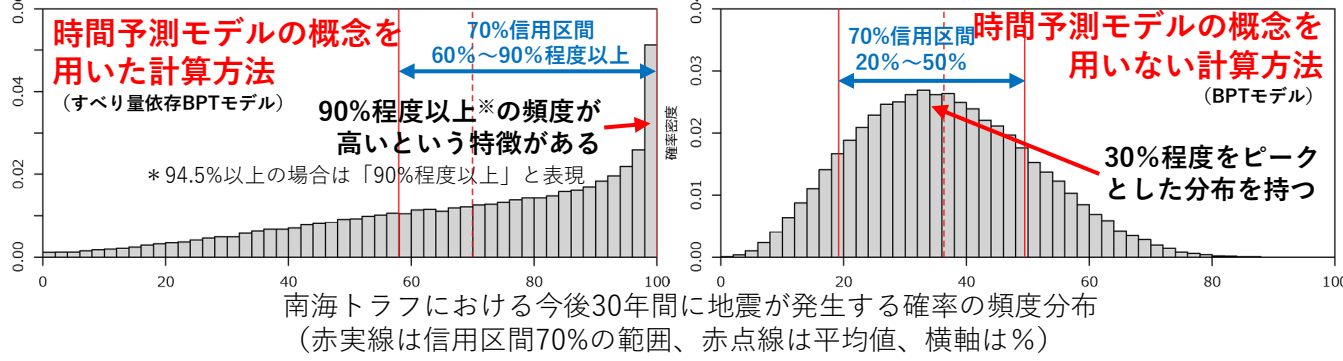 時間予測モデルの概念を
用いた計算方法
(すべり量依存BPTモデル)
70%信用区間
60%～90%程度以上
90%程度以上※の頻度が
高いという特徴がある
＊94.5%以上の場合は「90%程度以上」と表現
0.00
0.02
0.04
0.06
0
20
40
60
80
100
時間予測モデルの概念を
用いない計算方法
(BPTモデル)
70%信用区間
20%～50%
30%程度をピーク
とした分布を持つ
確率密度
0.00
0.01
0.02
0.03
0
20
40
60
80
100
南海トラフにおける今後30年間に地震が発生する確率の頻度分布
（赤実線は信用区間70%の範囲、赤点線は平均値、横軸は％）